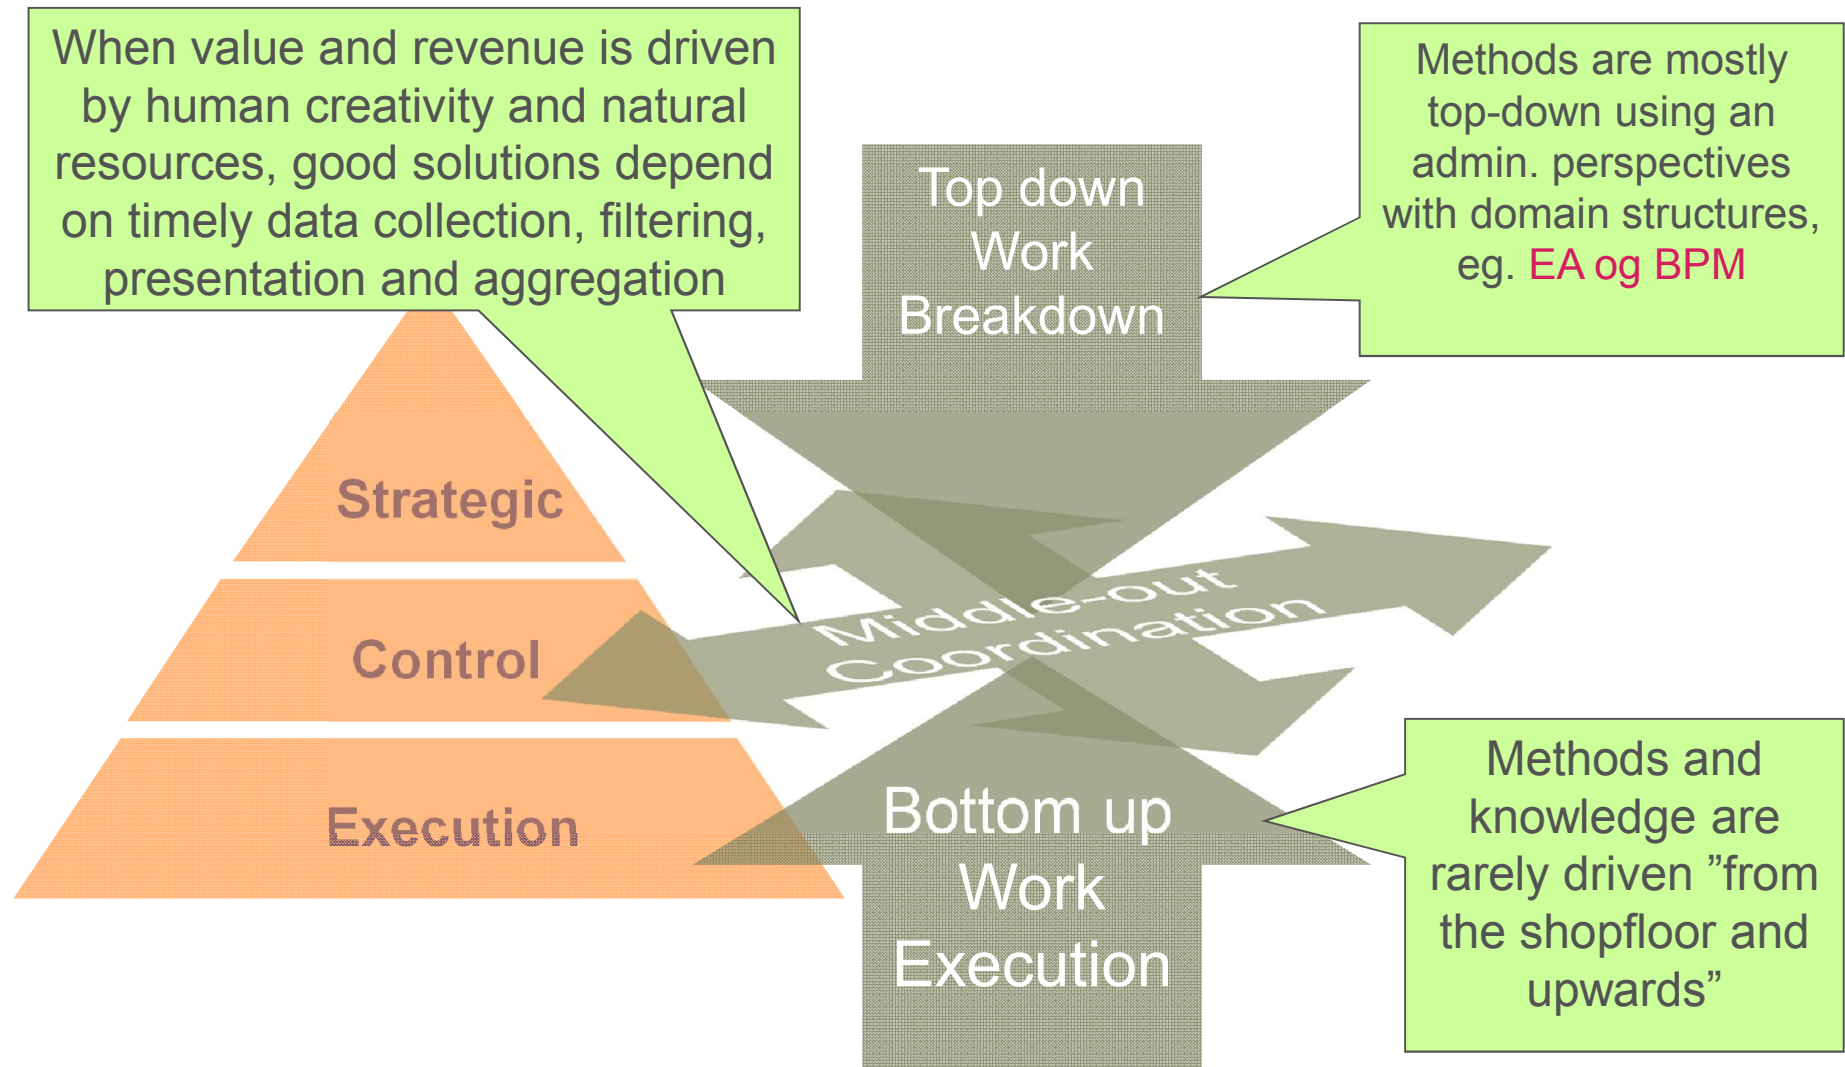 When value and revenue is driven
by human creativity and natural
resources, good solutions depend
on timely data collection, filtering,
presentation and aggregation
Methods are mostly
top-down using an
admin. perspectives
with domain structures,
eg. EA og BPM
Top down
Work
Breakdown
Strategic
Control
Execution
Middle-out
Coordination
Bottom up
Work
Execution
Methods and
knowledge are
rarely driven ”from
the shopfloor and
upwards”